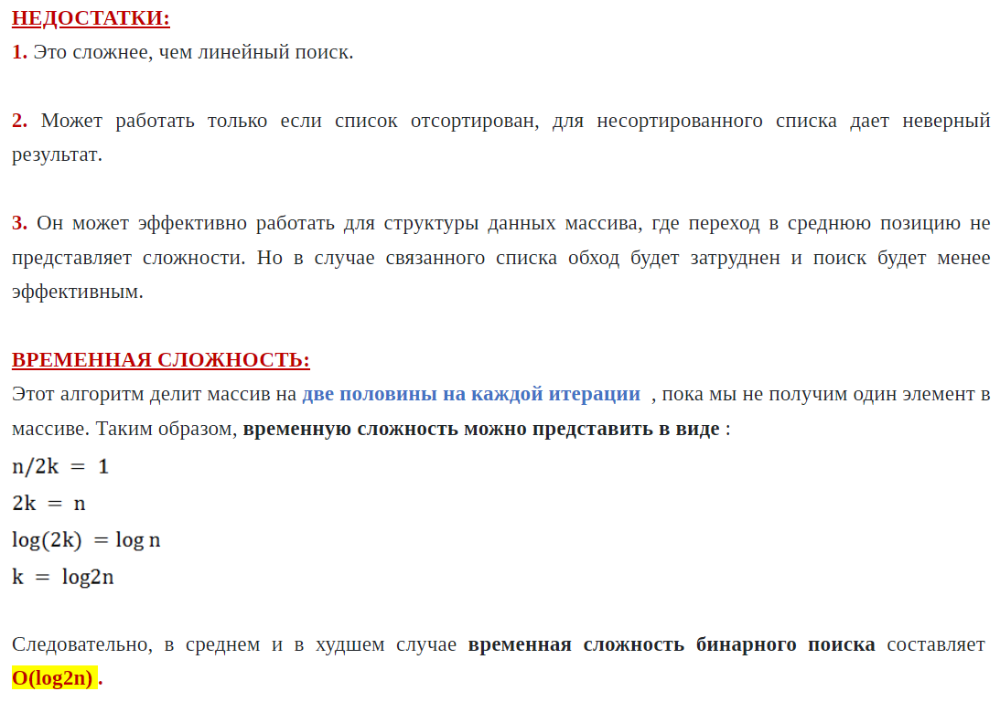 НЕДОСТАТКИ:
1. Это сложнее, чем линейный поиск.
2. Может работать только если список отсортирован, для несортированного списка дает неверный
результат.
3. Он может эффективно работать для структуры данных массива, где переход в среднюю позицию не
представляет сложности. Но в случае связанного списка обход будет затруднен и поиск будет менее
эффективным.
ВРЕМЕННАЯ СЛОЖНОСТЬ:
Этот алгоритм делит массив на две половины на каждой итерации , пока мы не получим один элемент в
массиве. Таким образом, временную сложность можно представить в виде :
n/2k = 1
2k = n
log(2k) = log n
k = log2n
Следовательно, в среднем и в худшем случае временная сложность бинарного поиска составляет
O(log2n) .